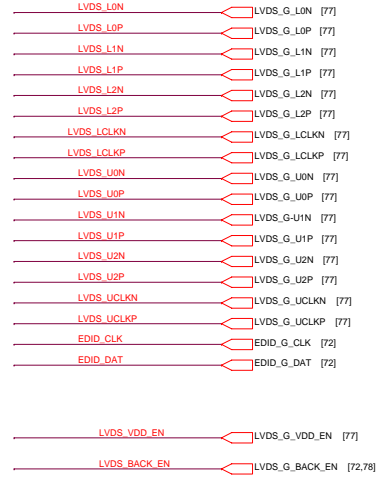 LVDS_L0N LVDS_G_L0N [77]
LVDS_L0P LVDS_G_L0P [77]
LVDS_L1N LVDS_G_L1N [77]
LVDS_L1P LVDS_G_L1P [77]
LVDS_L2N LVDS_G_L2N [77]
LVDS_L2P LVDS_G_L2P [77]
LVDS_LCLKN LVDS_G_LCLKN [77]
LVDS_LCLKP LVDS_G_LCLKP [77]
LVDS_U0N LVDS_G_U0N [77]
LVDS_U0P LVDS_G_U0P [77]
LVDS_U1N LVDS_G-U1N [77]
LVDS_U1P LVDS_G_U1P [77]
LVDS_U2N LVDS_G_U2N [77]
LVDS_U2P LVDS_G_U2P [77]
LVDS_UCLKN LVDS_G_UCLKN [77]
LVDS_UCLKP LVDS_G_UCLKP [77]
EDID_CLK EDID_G_CLK [72]
EDID_DAT EDID_G_DAT [72]
LVDS_VDD_EN LVDS_G_VDD_EN [77]
LVDS_BACK_EN LVDS_G_BACK_EN [72,78]